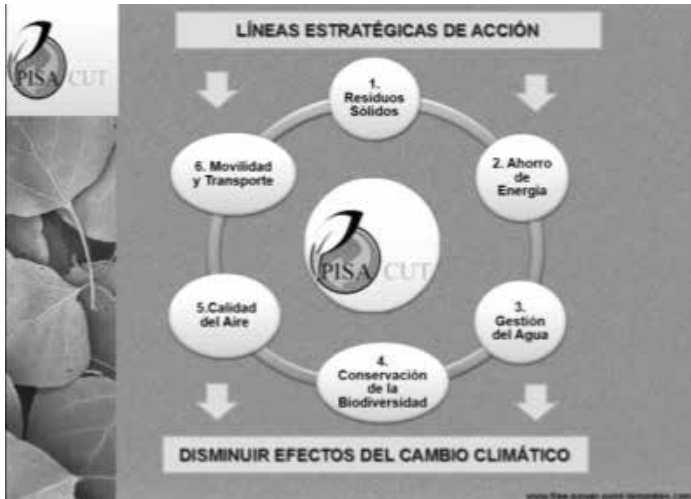 LÍNEAS ESTRATÉGICAS DE ACCIÓN
PISA CUT
1.
Residuos
Sólidos
2. Ahorro
de
Energía
3.
Gestión
del Agua
4.
Conservación
de la
Biodiversidad
5.Calidad
del Aire
6. Movilidad
y Transporte
PISA CUT
DISMINUIR EFECTOS DEL CAMBIO CLIMÁTICO